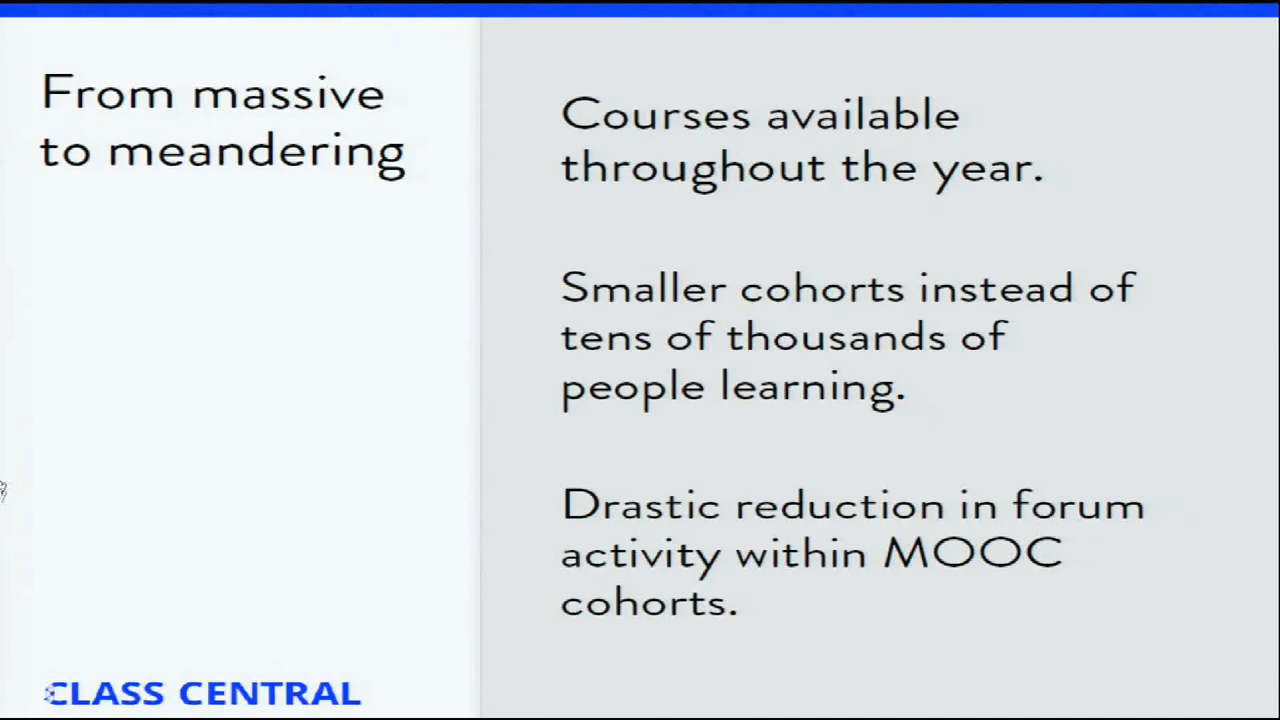 From massive
to meandering
Courses available
throughout the year.
Smaller cohorts instead of
tens of thousands of
people learning.
Drastic reduction in forum
activity within MOOC
cohorts.
CLASS CENTRAL